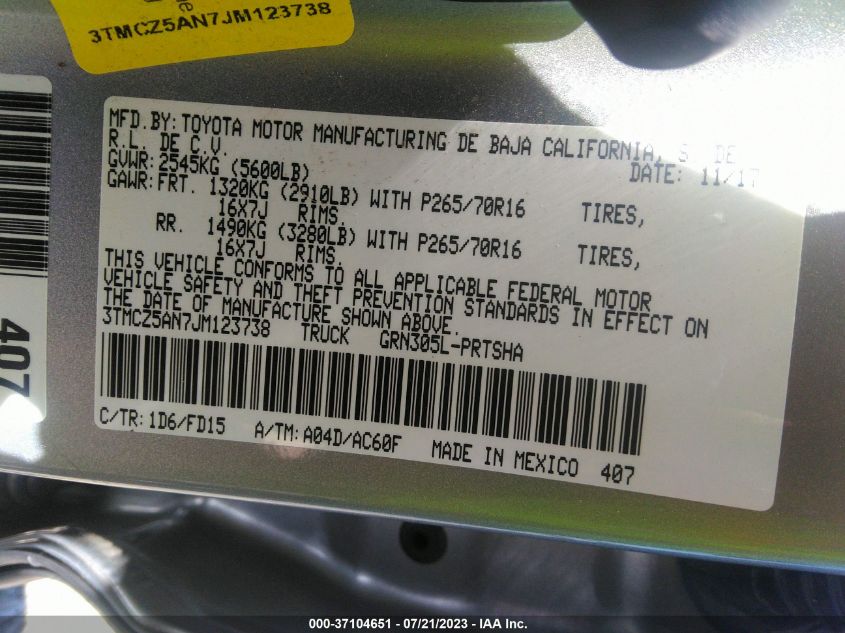 3TMCZ5AN7JM123738
MFD.BY: TOYOTA MOTOR MANUFACTURING DE BAJA CALIFORNIA, S DE
R.L. DE C.V. DATE: 11/17
GVWR: 2545KG (5600LB)
GAWR: FRT. 1320KG (2910LB) WITH P265/70R16 TIRES,
16X7J RIMS.
RR. 1490KG (3280LB) WITH P265/70R16 TIRES,
16X7J RIMS.
THIS VEHICLE CONFORMS TO ALL APPLICABLE FEDERAL MOTOR
VEHICLE SAFETY AND THEFT PREVENTION STANDARDS IN EFFECT ON
THE DATE OF MANUFACTURE SHOWN ABOVE.
3TMCZ5AN7JM123738 TRUCK GRN305L-PRTSHA
C/TR: 1D6/FD15 A/TM: A04D/AC60F MADE IN MEXICO 407
407
000-37104651 / 07/21/2023 - IAA Inc.